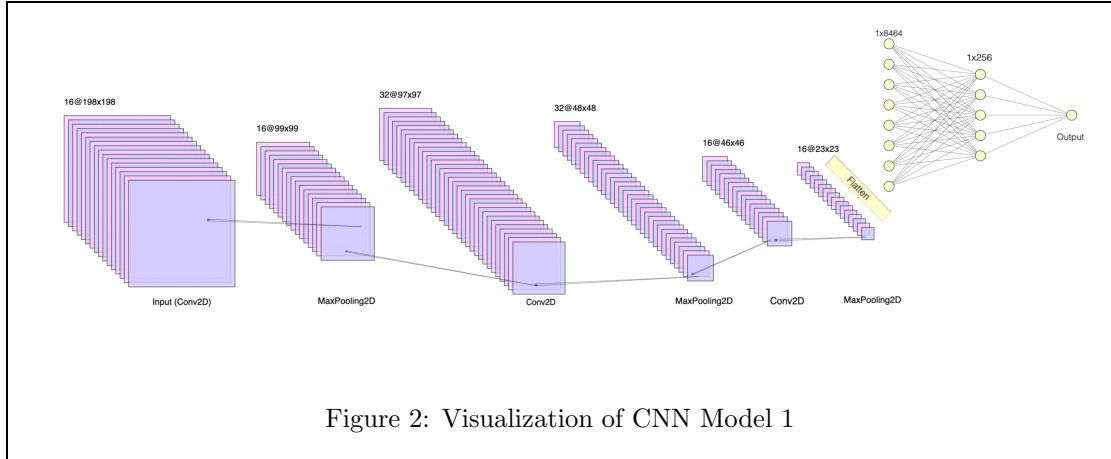 16@198x198
16@99x99
32@97x97
32@48x48
16@46x46
16@23x23
Flatten
1x8464
1x256
Output
Input (Conv2D)
MaxPooling2D
Conv2D
MaxPooling2D
Conv2D
MaxPooling2D
Figure 2: Visualization of CNN Model 1